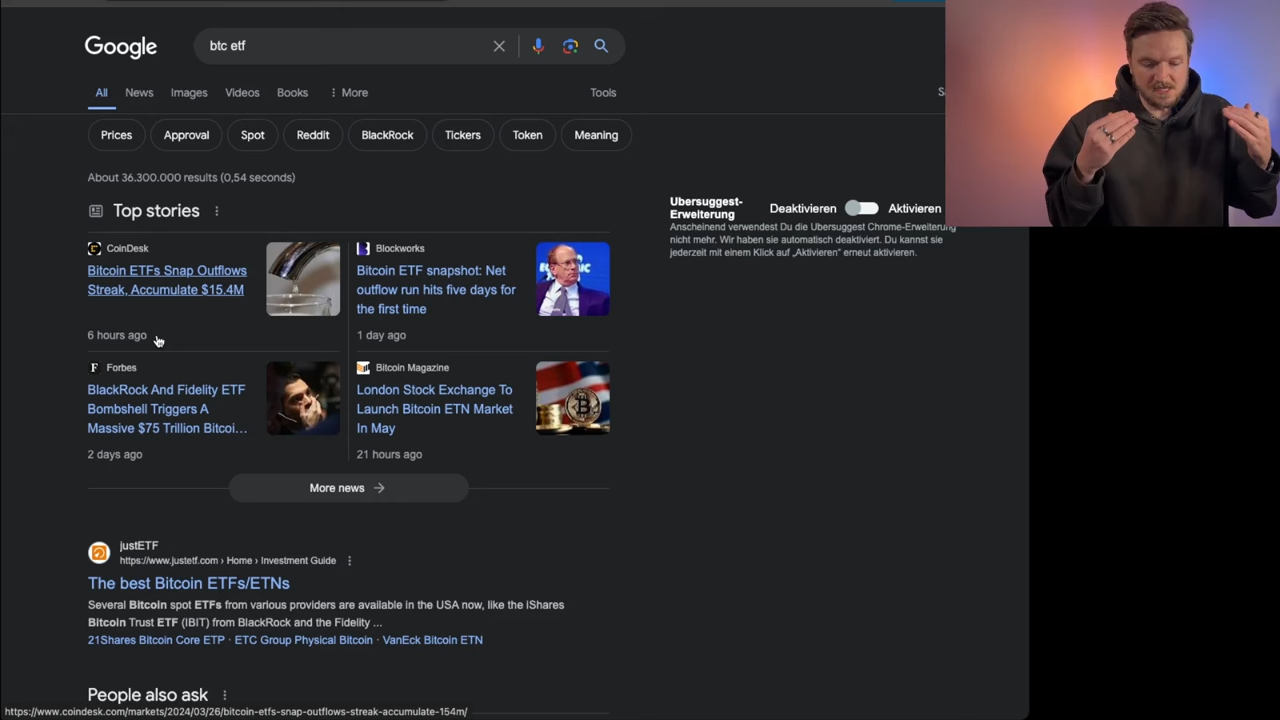 Google
btc etf
All News Images Videos Books More Tools
Prices Approval Spot Reddit BlackRock Tickers Token Meaning
About 36.300.000 results (0,54 seconds)
Top stories
CoinDesk
Bitcoin ETFs Snap Outflows
Streak, Accumulate $15.4M
6 hours ago
Blockworks
Bitcoin ETF snapshot: Net
outflow run hits five days for
the first time
1 day ago
Forbes
BlackRock And Fidelity ETF
Bombshell Triggers A
Massive $75 Trillion Bitcoi...
2 days ago
Bitcoin Magazine
London Stock Exchange To
Launch Bitcoin ETN Market
In May
21 hours ago
More news
Ubersuggest-
Erweiterung
Deaktivieren Aktivieren
Anscheinend verwendest Du die Ubersuggest Chrome-Erweiterung
nicht mehr. Wir haben sie automatisch deaktiviert. Du kannst sie
jederzeit mit einem Klick auf „Aktivieren" erneut aktivieren.
justETF
https://www.justetf.com › Home › Investment Guide
The best Bitcoin ETFs/ETNs
Several Bitcoin spot ETFs from various providers are available in the USA now, like the iShares
Bitcoin Trust ETF (IBIT) from BlackRock and the Fidelity ...
21Shares Bitcoin Core ETP · ETC Group Physical Bitcoin · VanEck Bitcoin ETN
People also ask
https://www.coindesk.com/markets/2024/03/26/bitcoin-etfs-snap-outflows-streak-accumulate-154m/